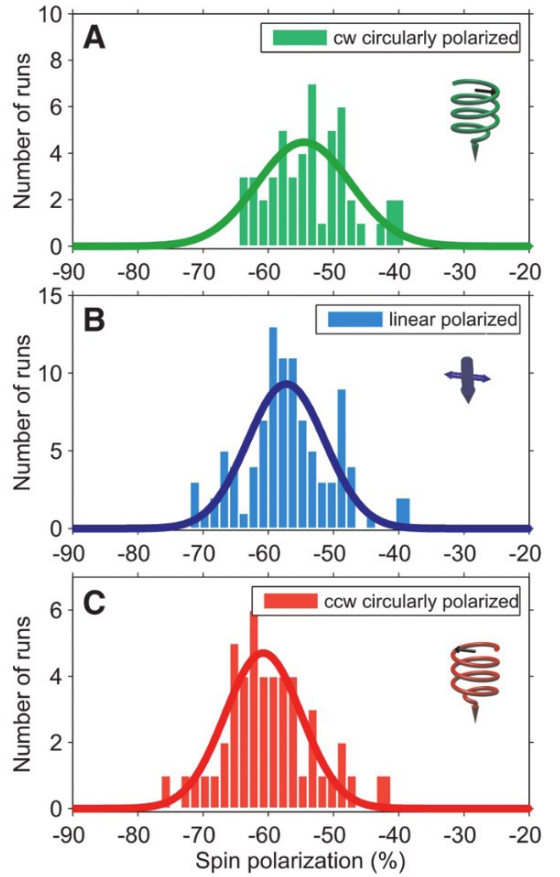 A
cw circularly polarized
Number of runs
10
8
6
4
2
0
-90 -80 -70 -60 -50 -40 -30 -20
B
linear polarized
Number of runs
15
10
5
0
-90 -80 -70 -60 -50 -40 -30 -20
C
ccw circularly polarized
Number of runs
6
4
2
0
-90 -80 -70 -60 -50 -40 -30 -20
Spin polarization (%)